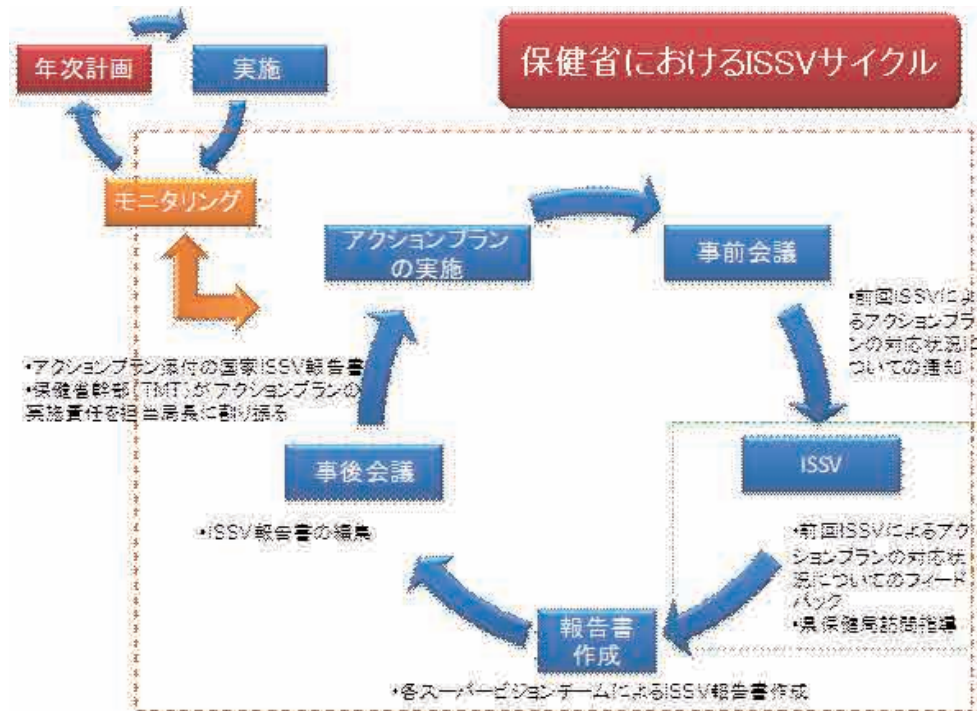 保健省におけるISSVサイクル
年次計画
実施
モニタリング
アクションプラン
の実施
事前会議
•前回ISSVによ
るアクションプラ
ンの対応状況に
ついての通知
•アクションプラン添付の国家ISSV報告書
•保健省幹部(TMT)がアクションプランの
実施責任を担当局長に割り振る
ISSV
事後会議
•ISSV報告書の編集
•前回ISSVによるアク
ションプランの対応状
況についてのフィード
バック
•県保健局訪問指導
報告書
作成
•各スーパービジョンチームによるISSV報告書作成